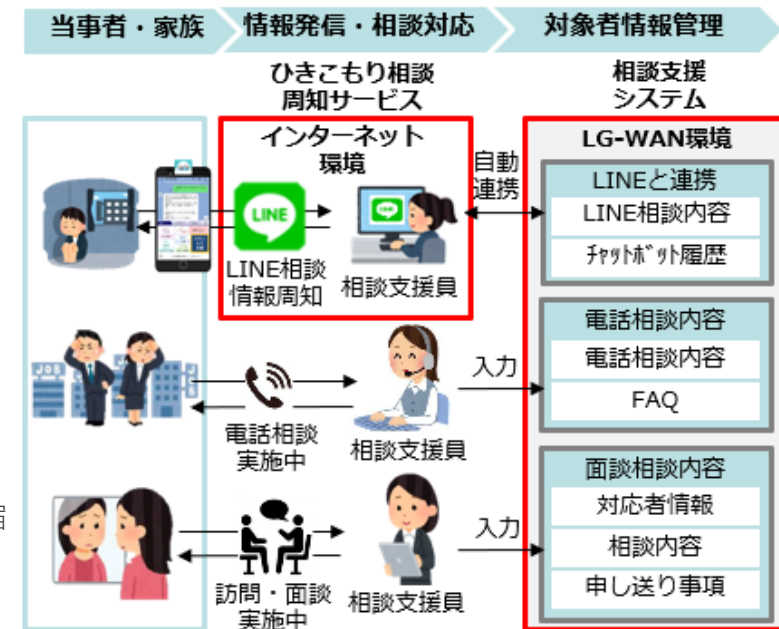 当事者・家族
情報発信・相談対応
対象者情報管理
ひきこもり相談
周知サービス
相談支援
システム
インターネット
環境
自動
連携
LG-WAN環境
LINEと連携
LINE相談内容
ﾁｬｯﾄﾎﾞｯﾄ履歴
LINE
LINE相談
情報周知
相談支援員
電話相談内容
電話相談内容
FAQ
JOB
JOB
入力
電話相談
実施中
相談支援員
面談相談内容
対応者情報
相談内容
申し送り事項
入力
訪問・面談
実施中
相談支援員